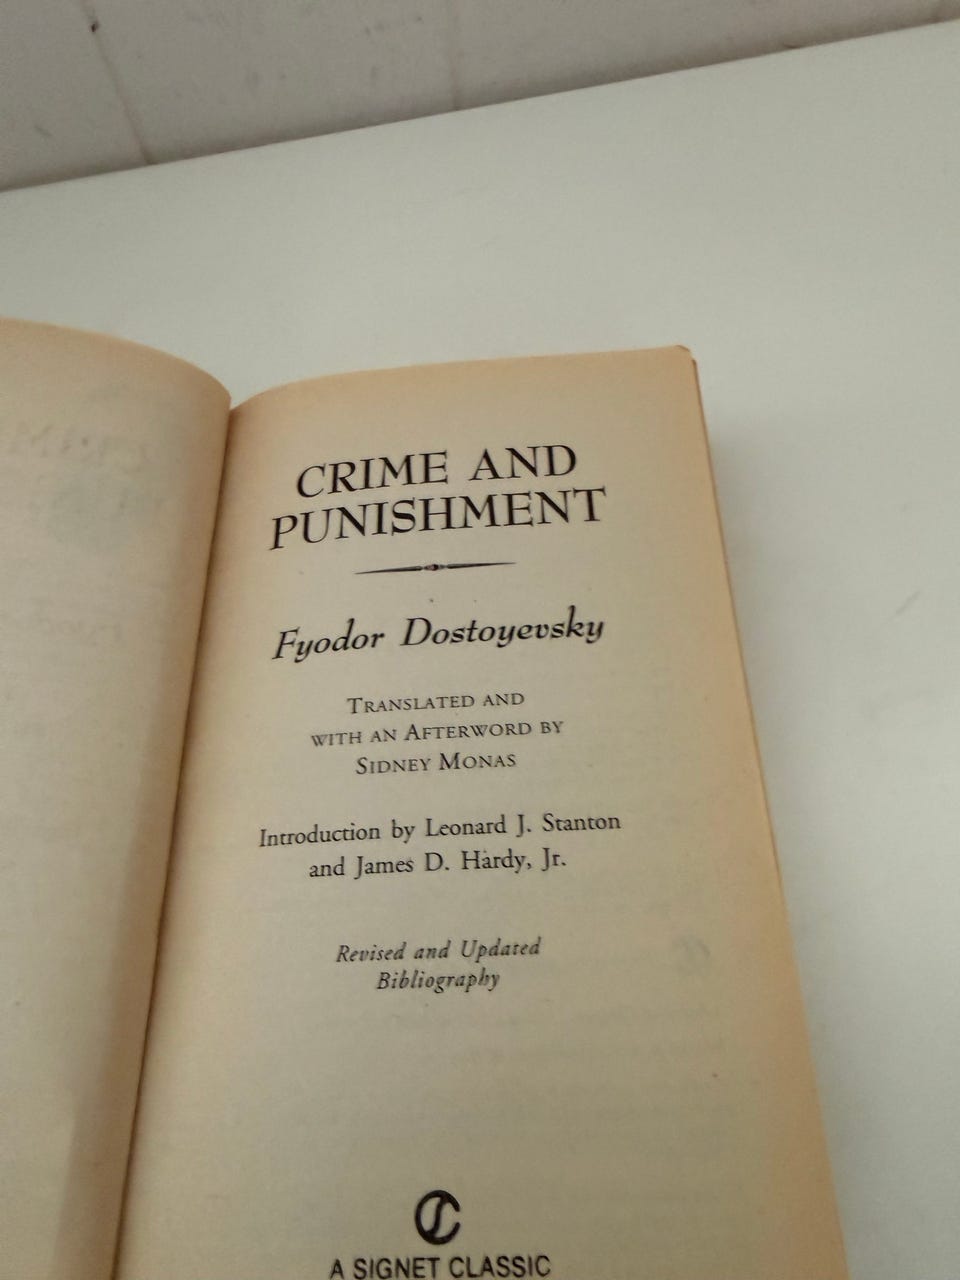 CRIME AND
PUNISHMENT
Fyodor Dostoyevsky
TRANSLATED AND
WITH AN AFTERWORD BY
SIDNEY MONAS
Introduction by Leonard J. Stanton
and James D. Hardy, Jr.
Revised and Updated
Bibliography
A SIGNET CLASSIC